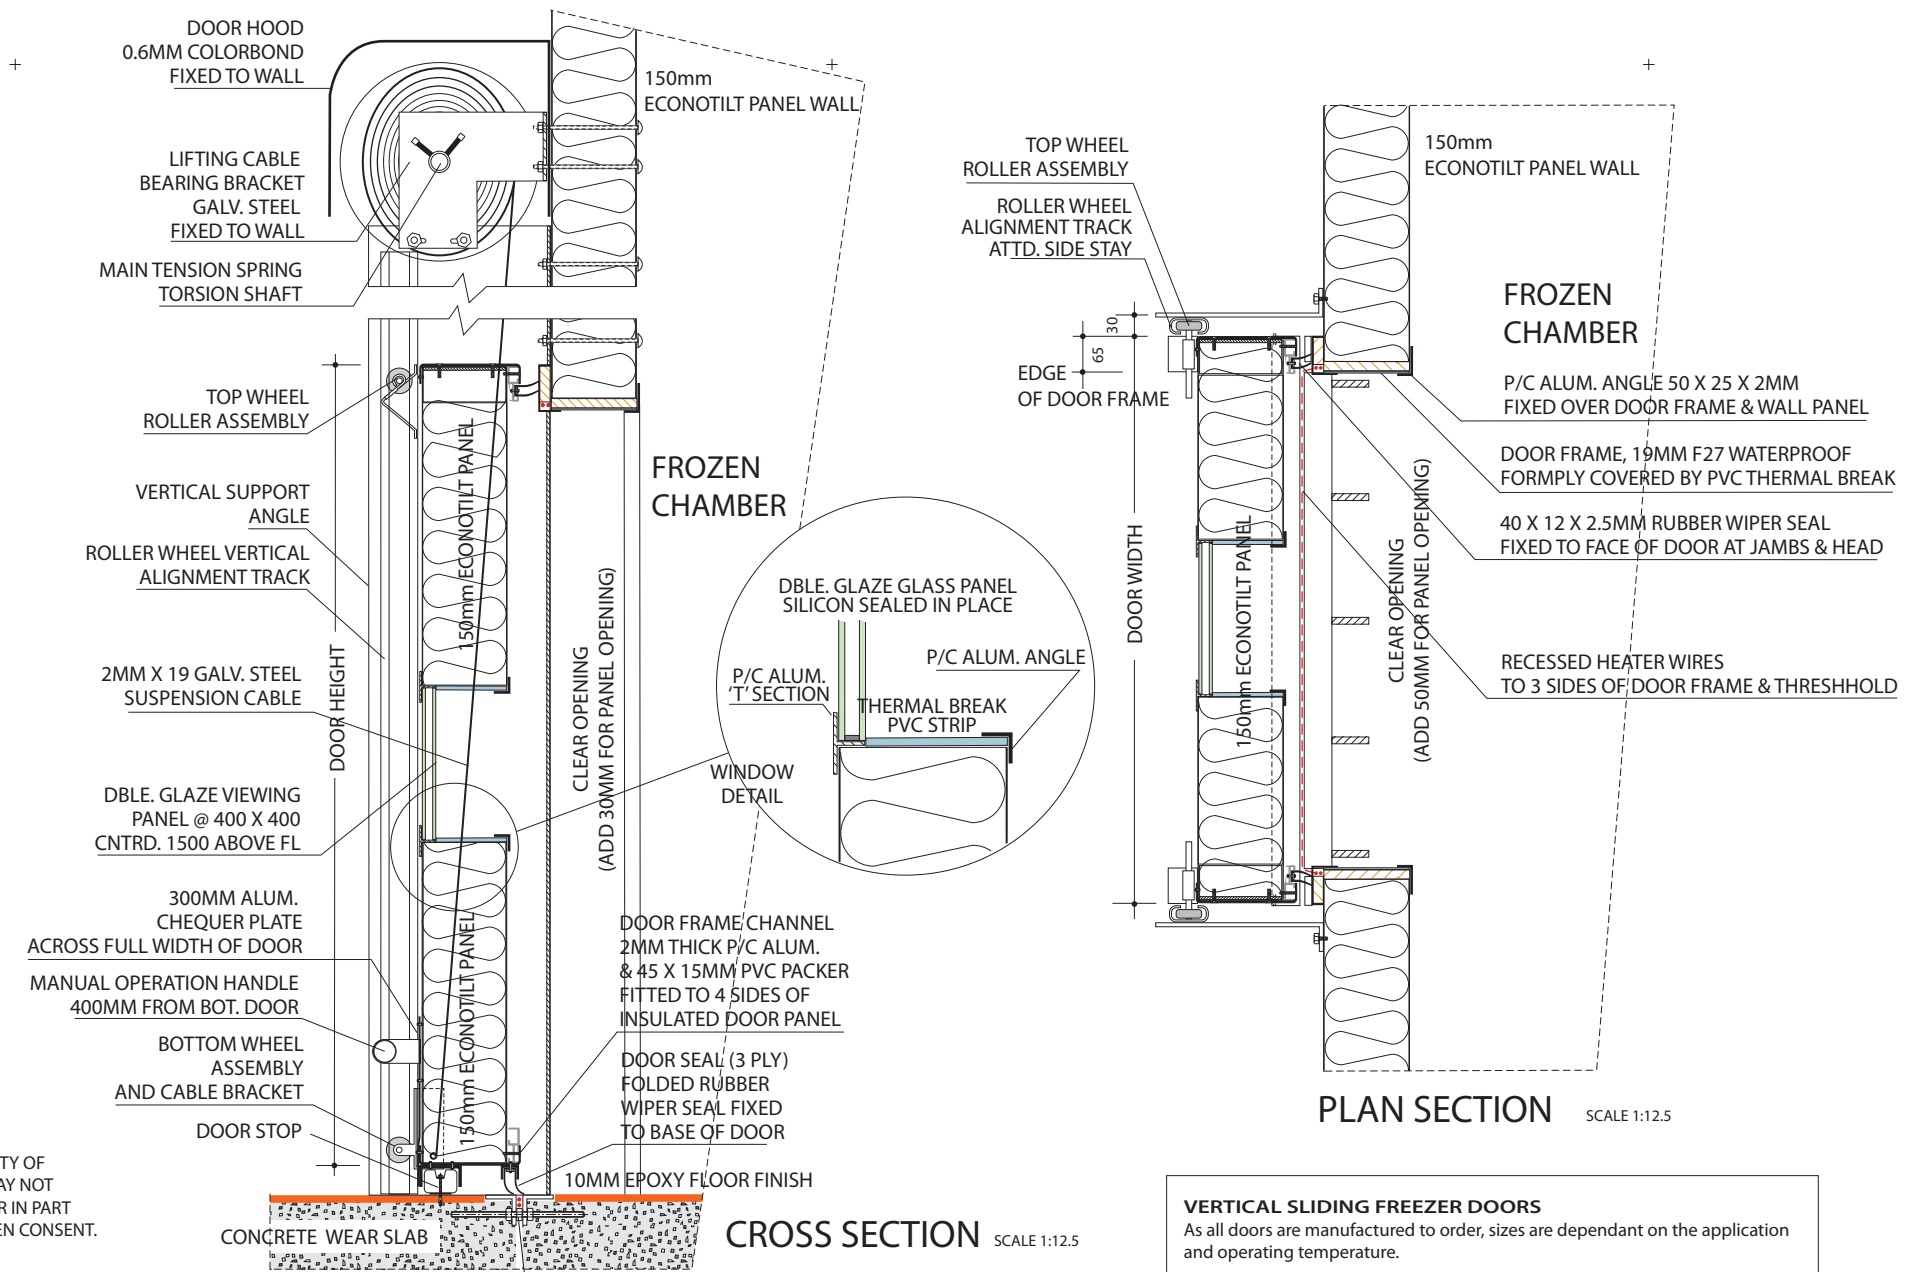 DOOR HOOD
0.6MM COLORBOND
FIXED TO WALL
LIFTING CABLE
BEARING BRACKET
GALV. STEEL
FIXED TO WALL
MAIN TENSION SPRING
TORSION SHAFT
TOP WHEEL
ROLLER ASSEMBLY
VERTICAL SUPPORT
ANGLE
ROLLER WHEEL VERTICAL
ALIGNMENT TRACK
2MM X 19 GALV. STEEL
SUSPENSION CABLE
DBLE. GLAZE VIEWING
PANEL @ 400 X 400
CNTRD. 1500 ABOVE FL
300MM ALUM.
CHEQUER PLATE
ACROSS FULL WIDTH OF DOOR
MANUAL OPERATION HANDLE
400MM FROM BOT. DOOR
BOTTOM WHEEL
ASSEMBLY
AND CABLE BRACKET
DOOR STOP
TY OF
AY NOT
R IN PART
EN CONSENT.
DOOR HEIGHT
150mm ECONOTILT PANEL
150mm ECONOTILT PANEL
CLEAR OPENING
(ADD 30MM FOR PANEL OPENING)
150mm
ECONOTILT PANEL WALL
FROZEN
CHAMBER
DBLE. GLAZE GLASS PANEL
SILICON SEALED IN PLACE
P/C ALUM.
'T' SECTION
P/C ALUM. ANGLE
THERMAL BREAK
PVC STRIP
WINDOW
DETAIL
DOOR FRAME CHANNEL
2MM THICK P/C ALUM.
& 45 X 15MM PVC PACKER
FITTED TO 4 SIDES OF
INSULATED DOOR PANEL
DOOR SEAL (3 PLY)
FOLDED RUBBER
WIPER SEAL FIXED
TO BASE OF DOOR
10MM EPOXY FLOOR FINISH
CONCRETE WEAR SLAB
CROSS SECTION SCALE 1:12.5
TOP WHEEL
ROLLER ASSEMBLY
ROLLER WHEEL
ALIGNMENT TRACK
ATTD. SIDE STAY
30
65
EDGE
OF DOOR FRAME
DOOR WIDTH
150mm ECONOTILT PANEL
CLEAR OPENING
(ADD 50MM FOR PANEL OPENING)
150mm
ECONOTILT PANEL WALL
FROZEN
CHAMBER
P/C ALUM. ANGLE 50 X 25 X 2MM
FIXED OVER DOOR FRAME & WALL PANEL
DOOR FRAME, 19MM F27 WATERPROOF
FORMPLY COVERED BY PVC THERMAL BREAK
40 X 12 X 2.5MM RUBBER WIPER SEAL
FIXED TO FACE OF DOOR AT JAMBS & HEAD
RECESSED HEATER WIRES
TO 3 SIDES OF DOOR FRAME & THRESHHOLD
PLAN SECTION SCALE 1:12.5
VERTICAL SLIDING FREEZER DOORS
As all doors are manufactured to order, sizes are dependant on the application
and operating temperature.